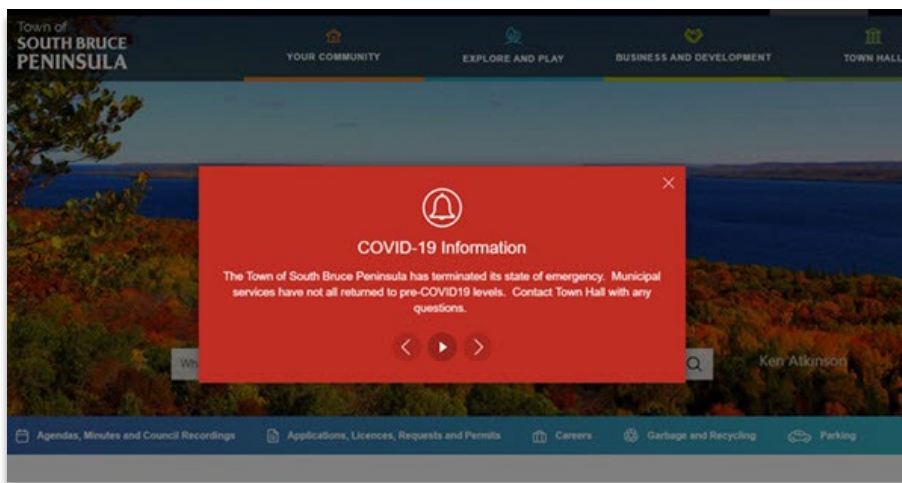 Town of
SOUTH BRUCE
PENINSULA
YOUR COMMUNITY
EXPLORE AND PLAY
BUSINESS AND DEVELOPMENT
TOWN HALL
COVID-19 Information
The Town of South Bruce Peninsula has terminated its state of emergency. Municipal
services have not all returned to pre-COVID19 levels. Contact Town Hall with any
questions.
Wh
Ken Atkinson
Agendas, Minutes and Council Recordings
Applications, Licences, Requests and Permits
Careers
Garbage and Recycling
Parking